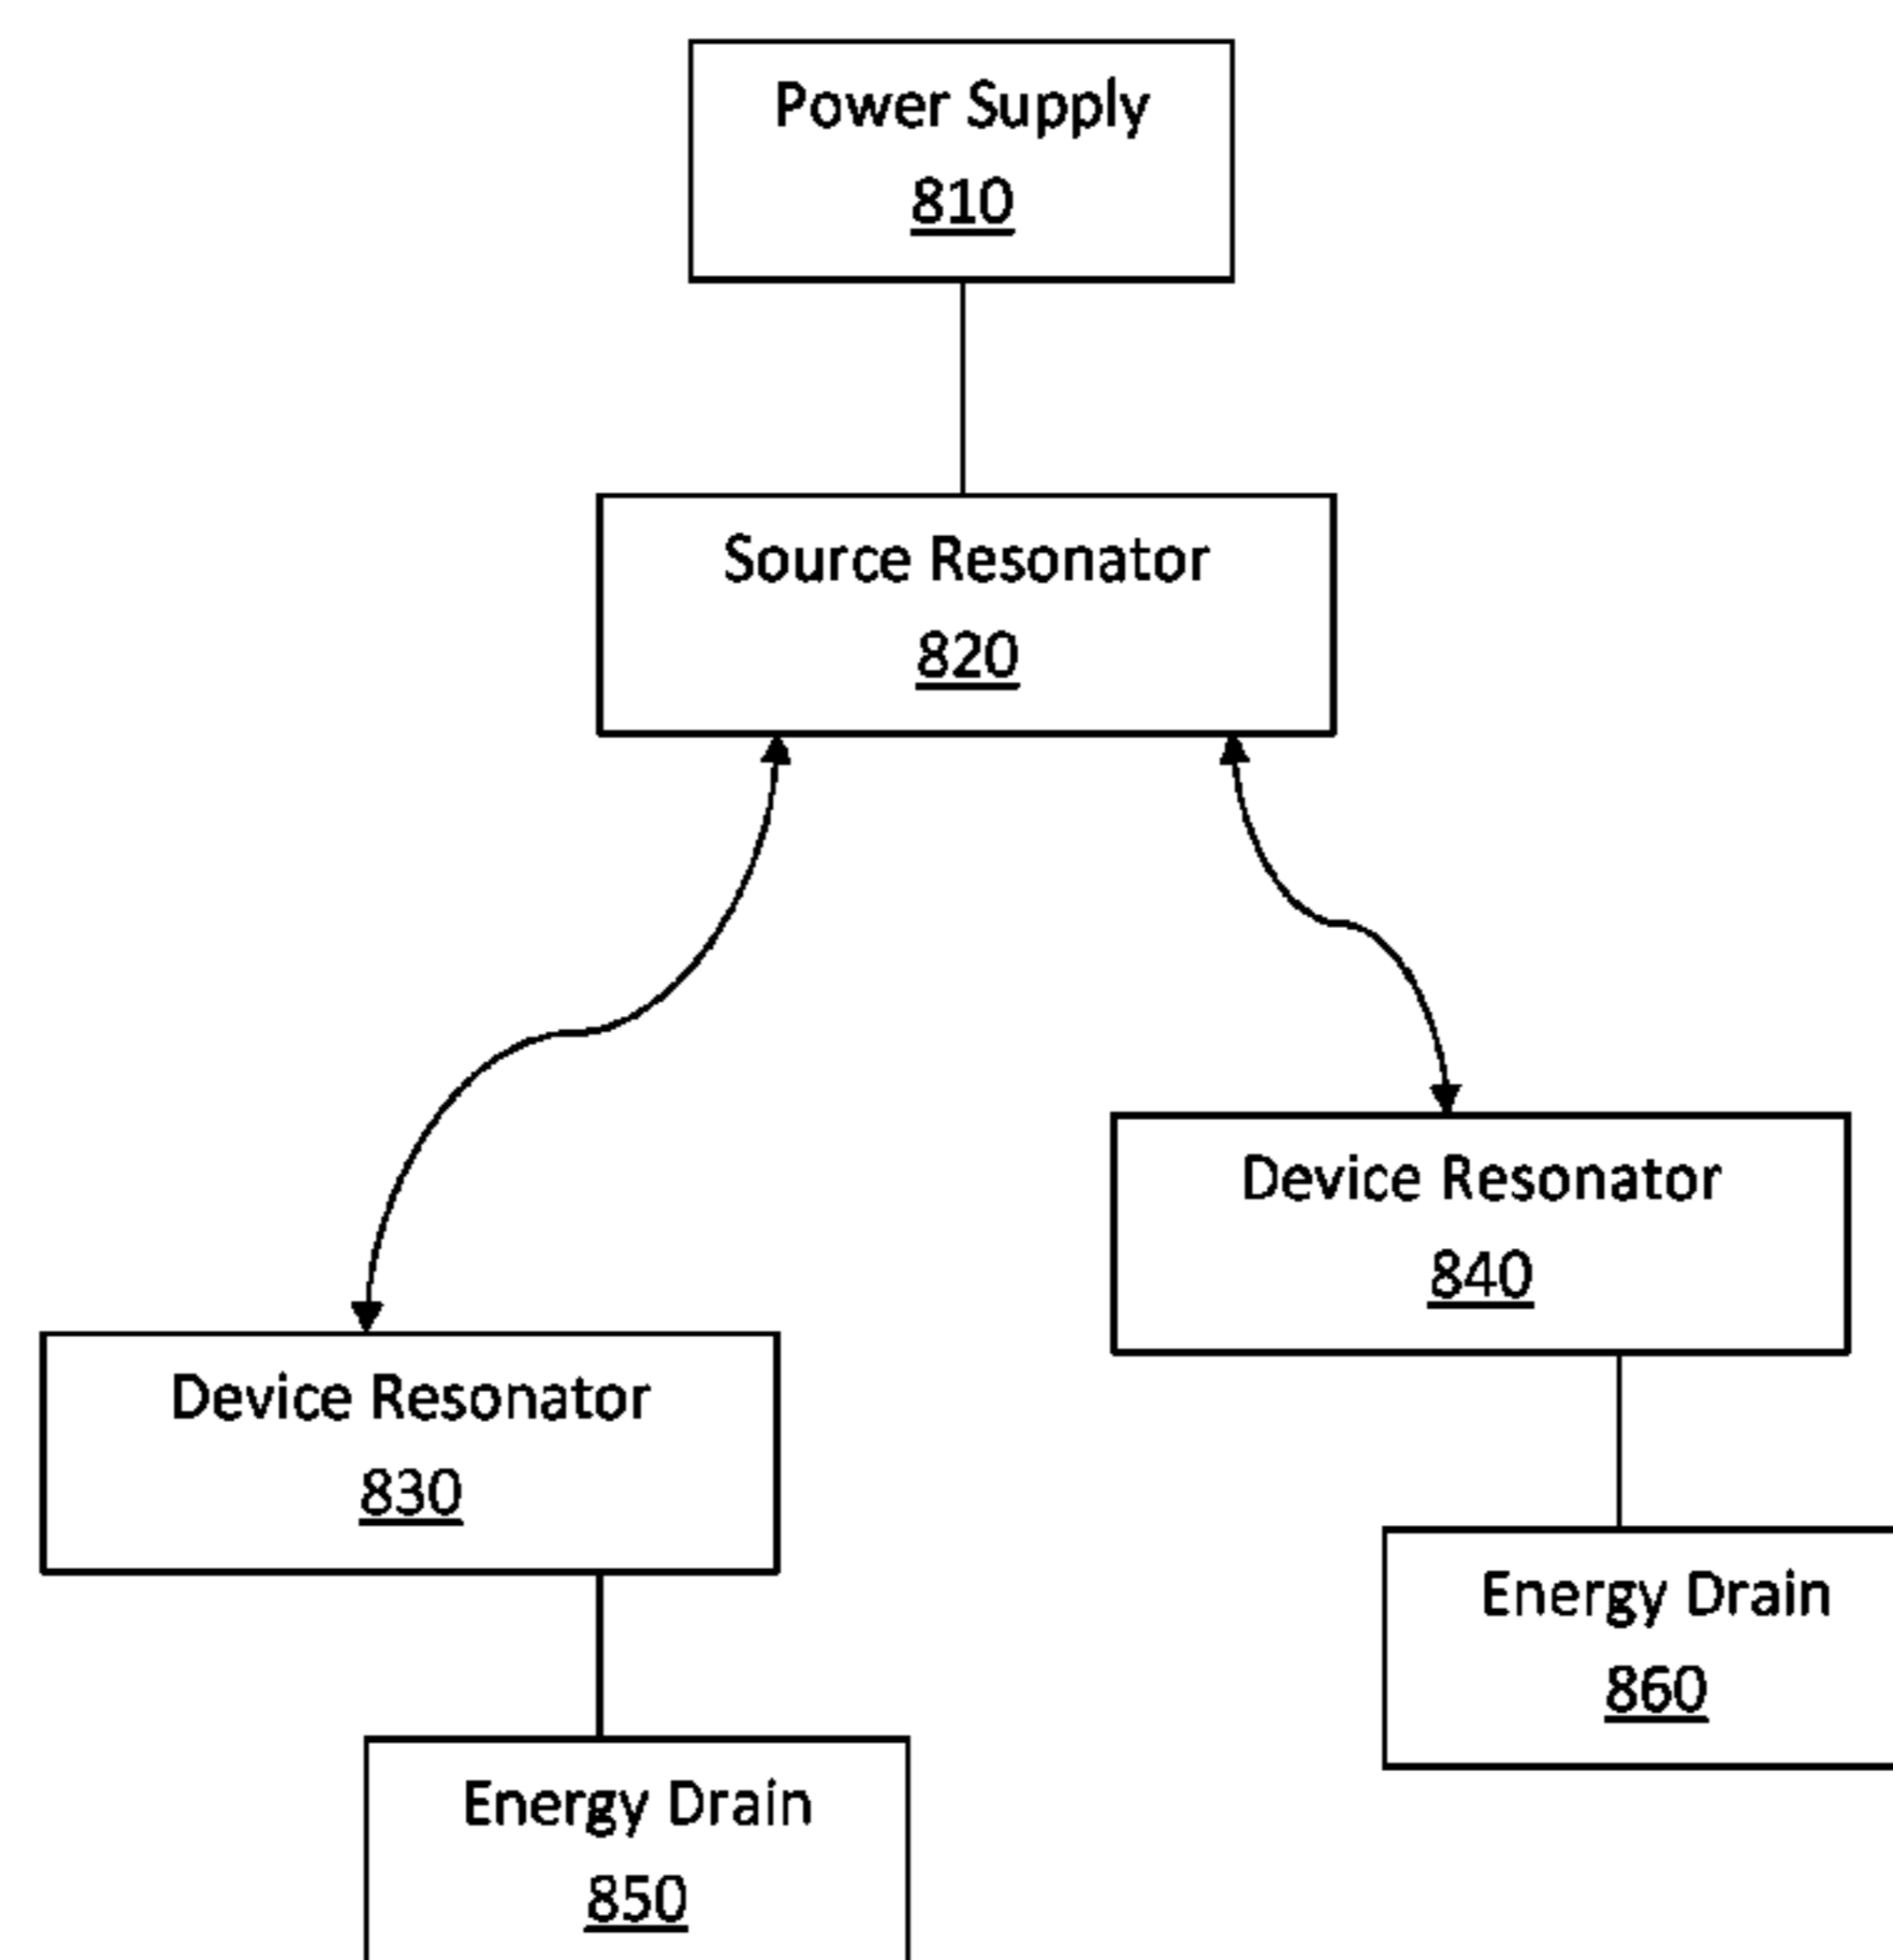 Power Supply
810
Source Resonator
820
Device Resonator
840
Device Resonator
830
Energy Drain
860
Energy Drain
850